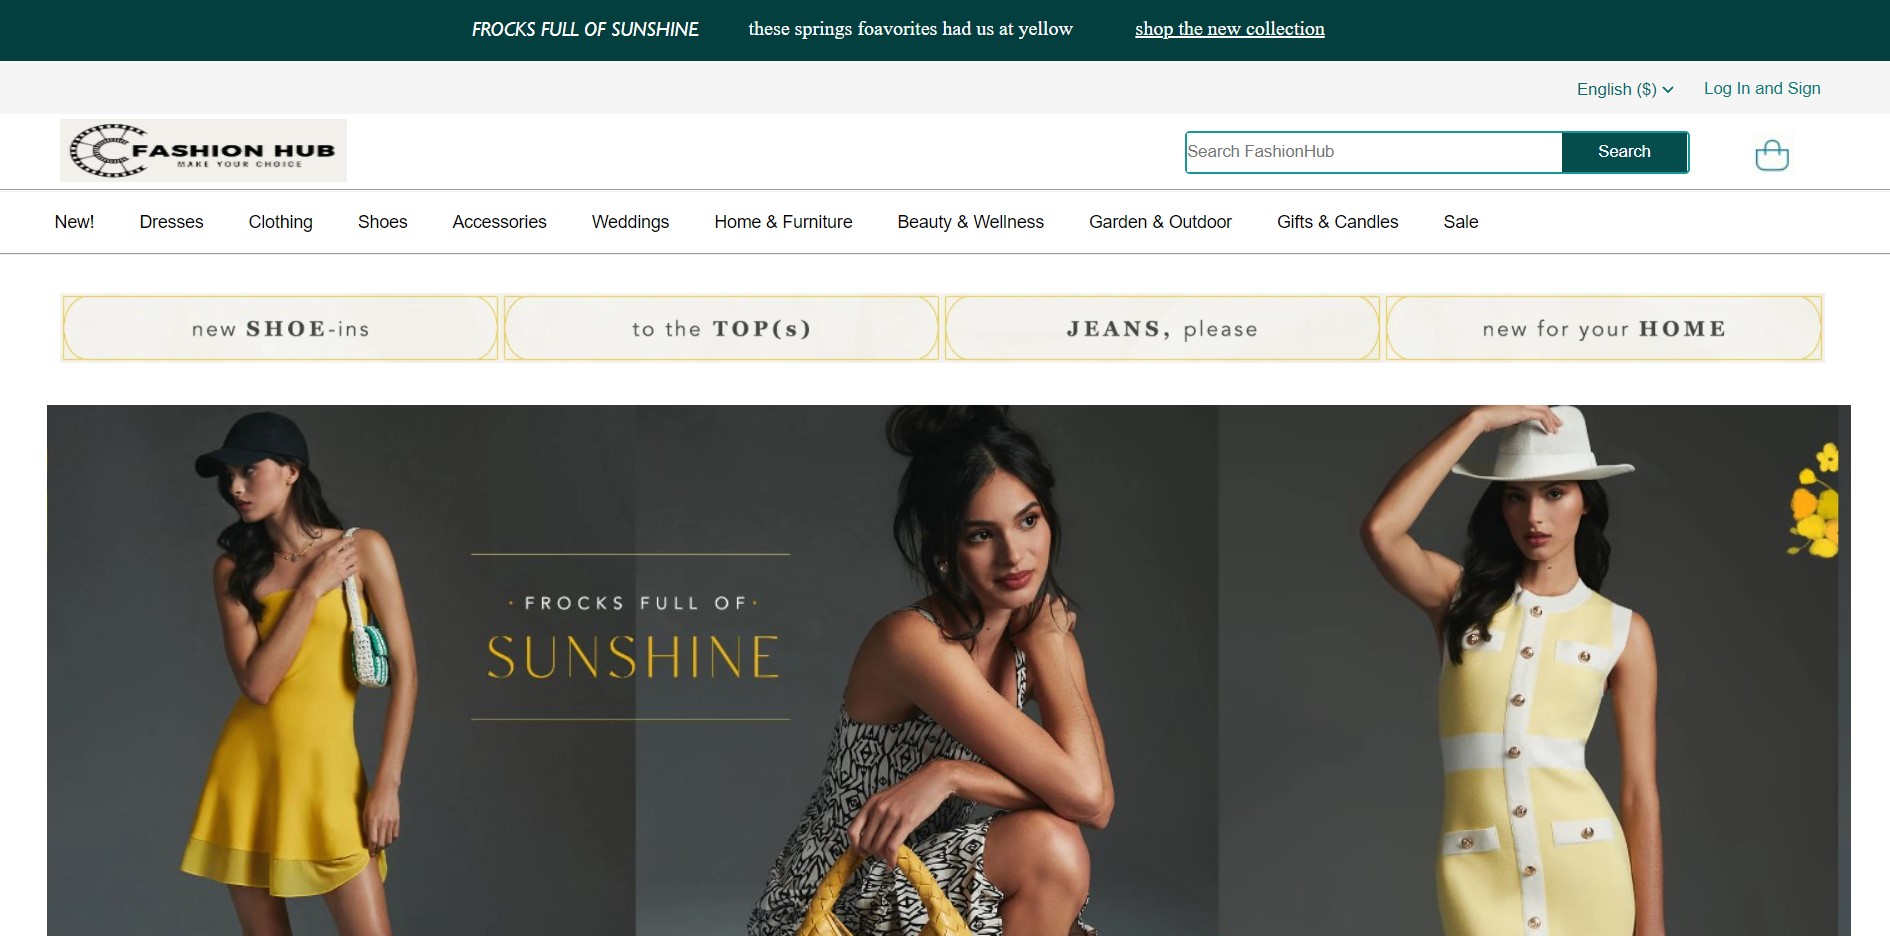 FROCKS FULL OF SUNSHINE these springs foavorites had us at yellow shop the new collection
English ($) Log In and Sign
FASHION HUB
MAKE YOUR CHOICE
Search FashionHub Search
New! Dresses Clothing Shoes Accessories Weddings Home & Furniture Beauty & Wellness Garden & Outdoor Gifts & Candles Sale
new SHOE-ins to the TOP(s) JEANS, please new for your HOME
· FROCKS FULL OF ·
SUNSHINE